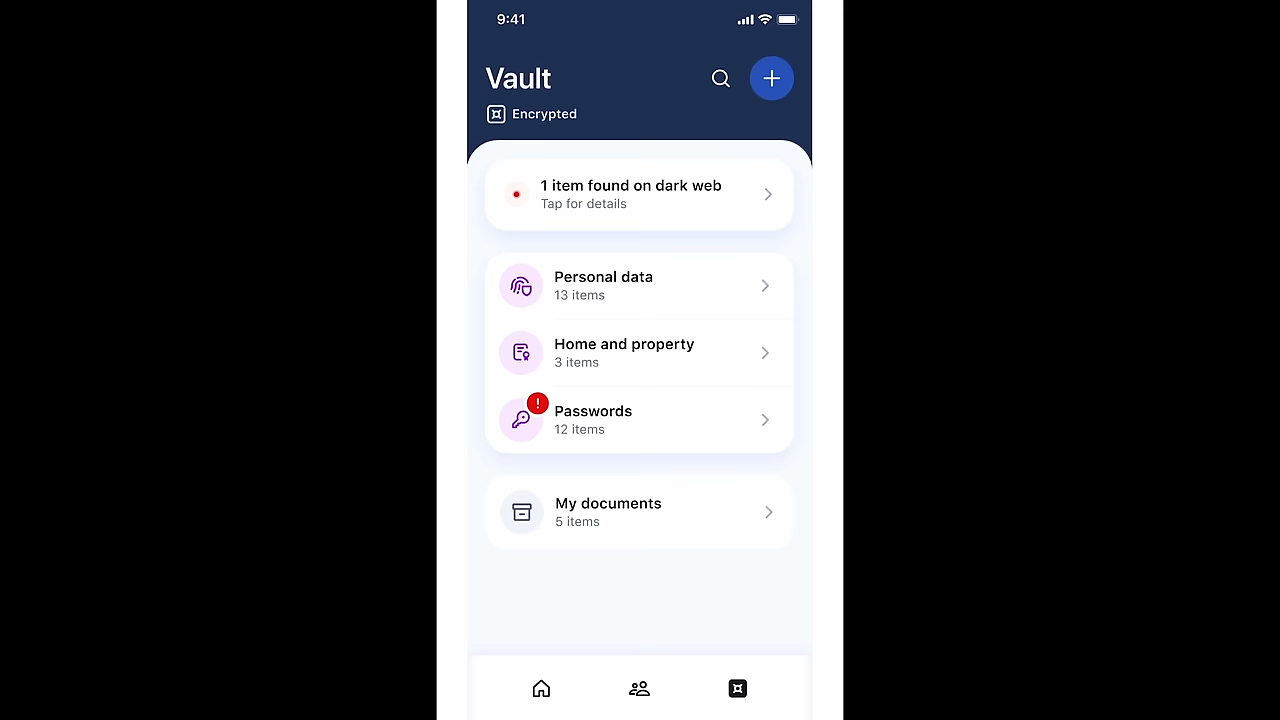 9:41
Vault
Encrypted
1 item found on dark web
Tap for details
Personal data
13 items
Home and property
3 items
!
Passwords
12 items
My documents
5 items